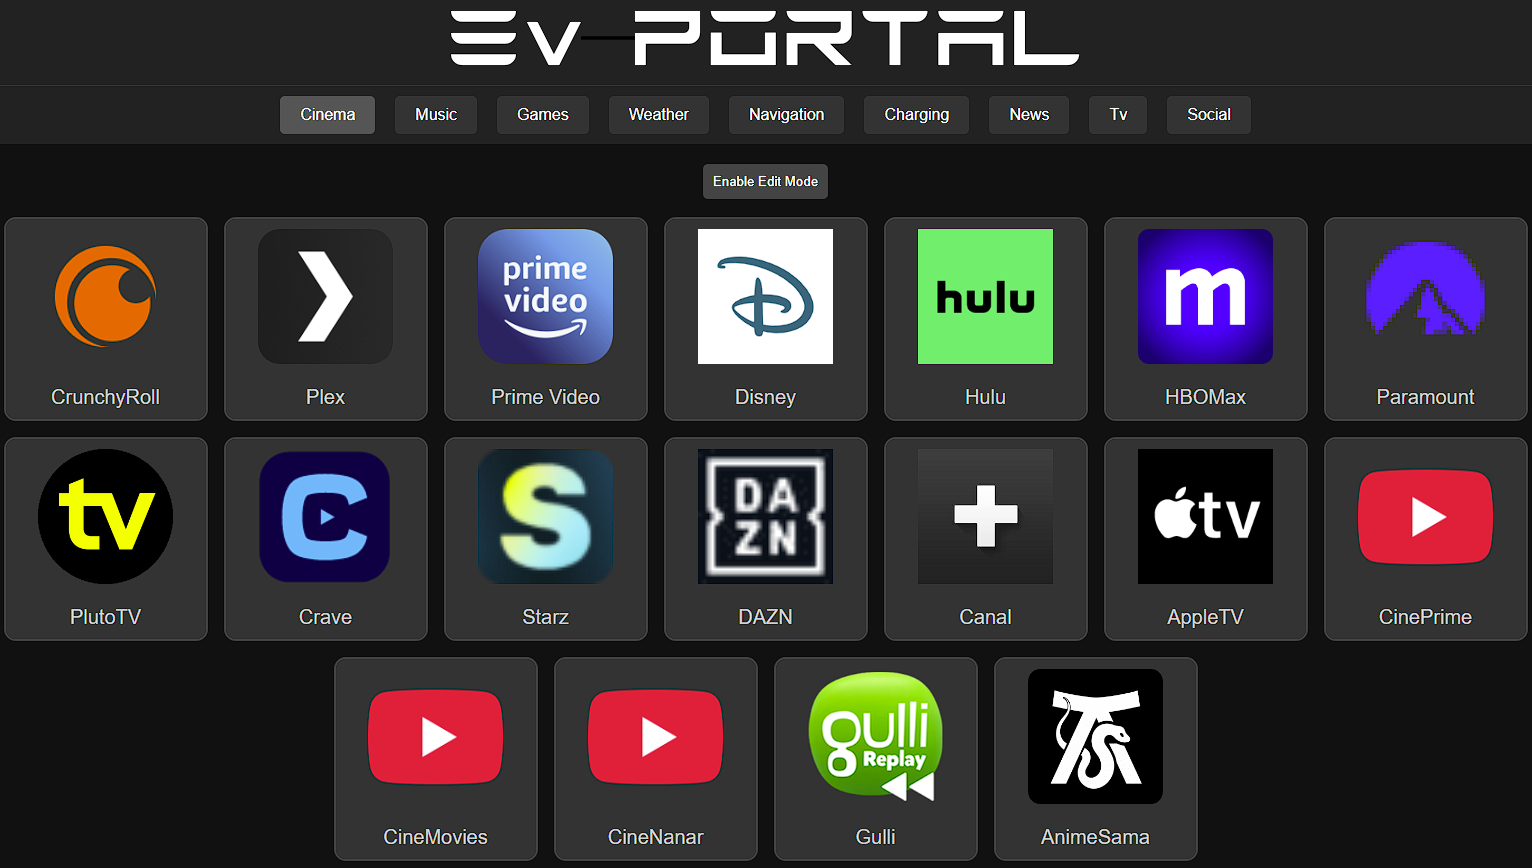 Ev-PORTAL
Cinema Music Games Weather Navigation Charging News Tv Social
Enable Edit Mode
prime
video
hulu
m
CrunchyRoll Plex Prime Video Disney Hulu HBOMax Paramount
tv
C
S
DA
ZN
tv
PlutoTV Crave Starz DAZN Canal AppleTV CinePrime
gulli
Replay
CineMovies CineNanar Gulli AnimeSama